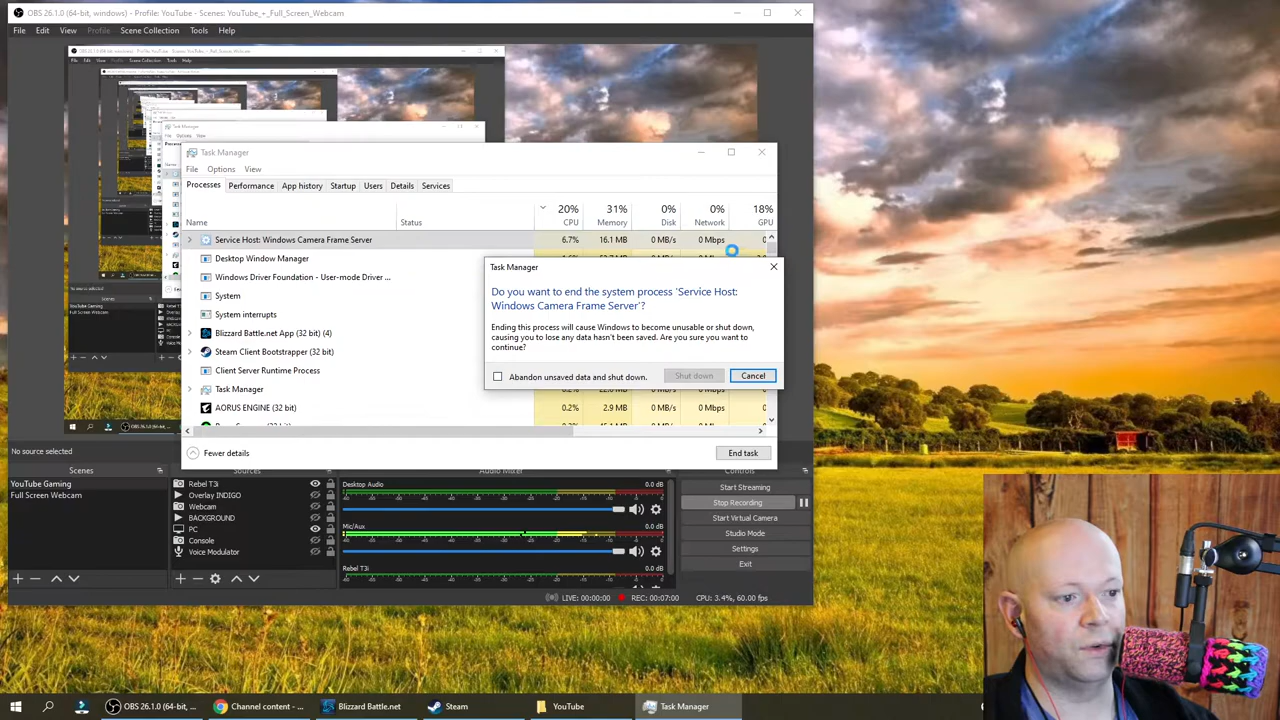 OBS 26.1.0 (64-bit, windows) - Profile: YouTube - Scenes: YouTube_+_Full_Screen_Webcam
File Edit View Profile Scene Collection Tools Help
Task Manager
File Options View
Processes Performance App history Startup Users Details Services
20% 31% 0% 0% 18%
Name Status CPU Memory Disk Network GPU
Service Host: Windows Camera Frame Server 6.7% 16.1 MB 0 MB/s 0 Mbps
Desktop Window Manager
Windows Driver Foundation - User-mode Driver ...
System
System interrupts
Blizzard Battle.net App (32 bit) (4)
Steam Client Bootstrapper (32 bit)
Client Server Runtime Process
Task Manager
AORUS ENGINE (32 bit) 0.2% 2.9 MB 0 MB/s 0 Mbps
Fewer details
End task
Task Manager
Do you want to end the system process 'Service Host:
Windows Camera Frame Server'?
Ending this process will cause Windows to become unusable or shut down,
causing you to lose any data hasn't been saved. Are you sure you want to
continue?
Abandon unsaved data and shut down. Shut down Cancel
No source selected
Scenes
YouTube Gaming
Full Screen Webcam
Sources
Rebel T3i
Overlay INDIGO
Webcam
BACKGROUND
PC
Console
Voice Modulator
Audio Mixer
Desktop Audio 0.0 dB
Mic/Aux 0.0 dB
Rebel T3i 0.0 dB
Controls
Start Streaming
Stop Recording
Start Virtual Camera
Studio Mode
Settings
Exit
LIVE: 00:00:00 REC: 00:07:00 CPU: 3.4%, 60.00 fps
OBS 26.1.0 (64-bit, ... Channel content - ... Blizzard Battle.net Steam YouTube Task Manager